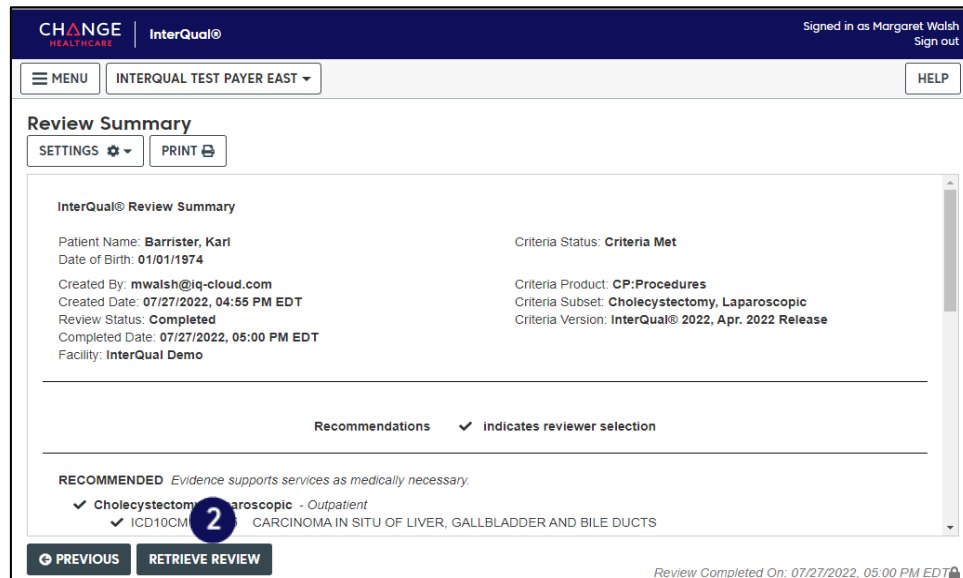 CHANGE HEALTHCARE InterQual® Signed in as Margaret Walsh
Sign out
MENU INTERQUAL TEST PAYER EAST HELP
Review Summary
SETTINGS PRINT
InterQual® Review Summary
Patient Name: Barrister, Karl Criteria Status: Criteria Met
Date of Birth: 01/01/1974
Created By: mwalsh@iq-cloud.com Criteria Product: CP:Procedures
Created Date: 07/27/2022, 04:55 PM EDT Criteria Subset: Cholecystectomy, Laparoscopic
Review Status: Completed Criteria Version: InterQual® 2022, Apr. 2022 Release
Completed Date: 07/27/2022, 05:00 PM EDT
Facility: InterQual Demo
Recommendations ✓ indicates reviewer selection
RECOMMENDED Evidence supports services as medically necessary.
✓ - Outpatient
✓ CARCINOMA IN SITU OF LIVER, GALLBLADDER AND BILE DUCTS
2
PREVIOUS RETRIEVE REVIEW
Review Completed On: 07/27/2022, 05:00 PM EDT